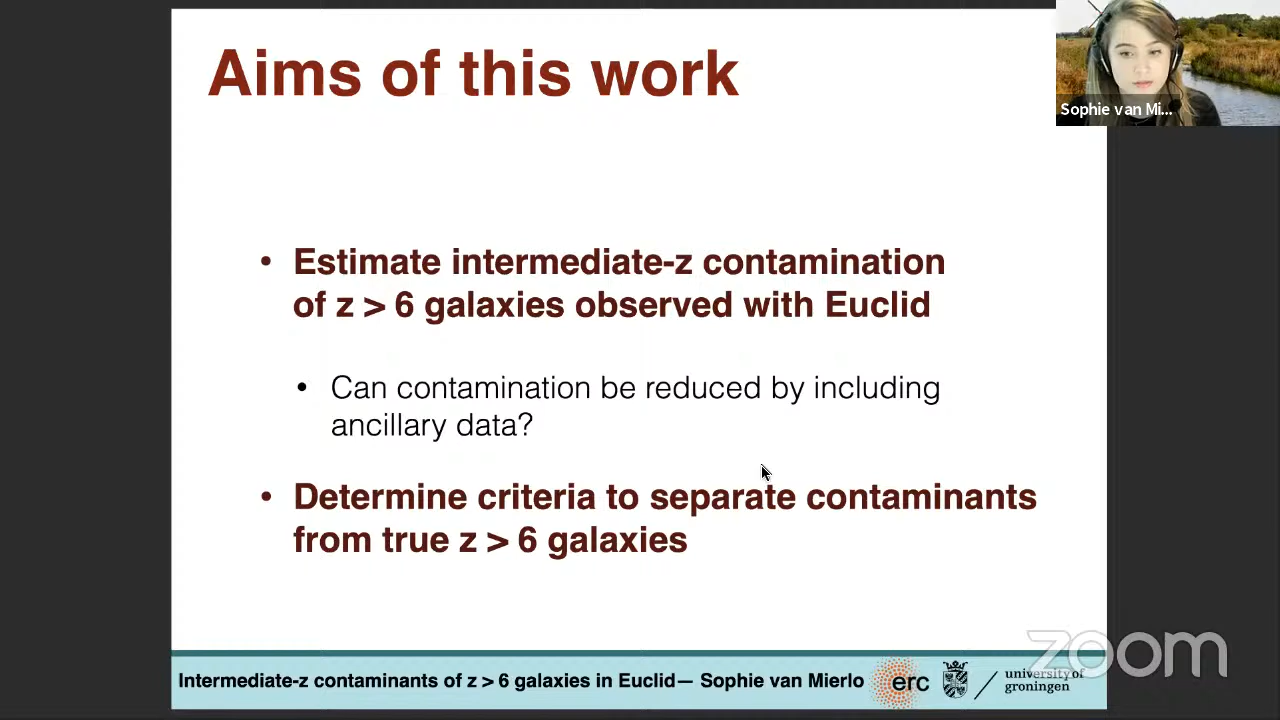 Aims of this work
Sophie van Mi...
• Estimate intermediate-z contamination
of z > 6 galaxies observed with Euclid
• Can contamination be reduced by including
ancillary data?
• Determine criteria to separate contaminants
from true z > 6 galaxies
zoom
Intermediate-z contaminants of z > 6 galaxies in Euclid— Sophie van Mierlo
erc
university of
groningen